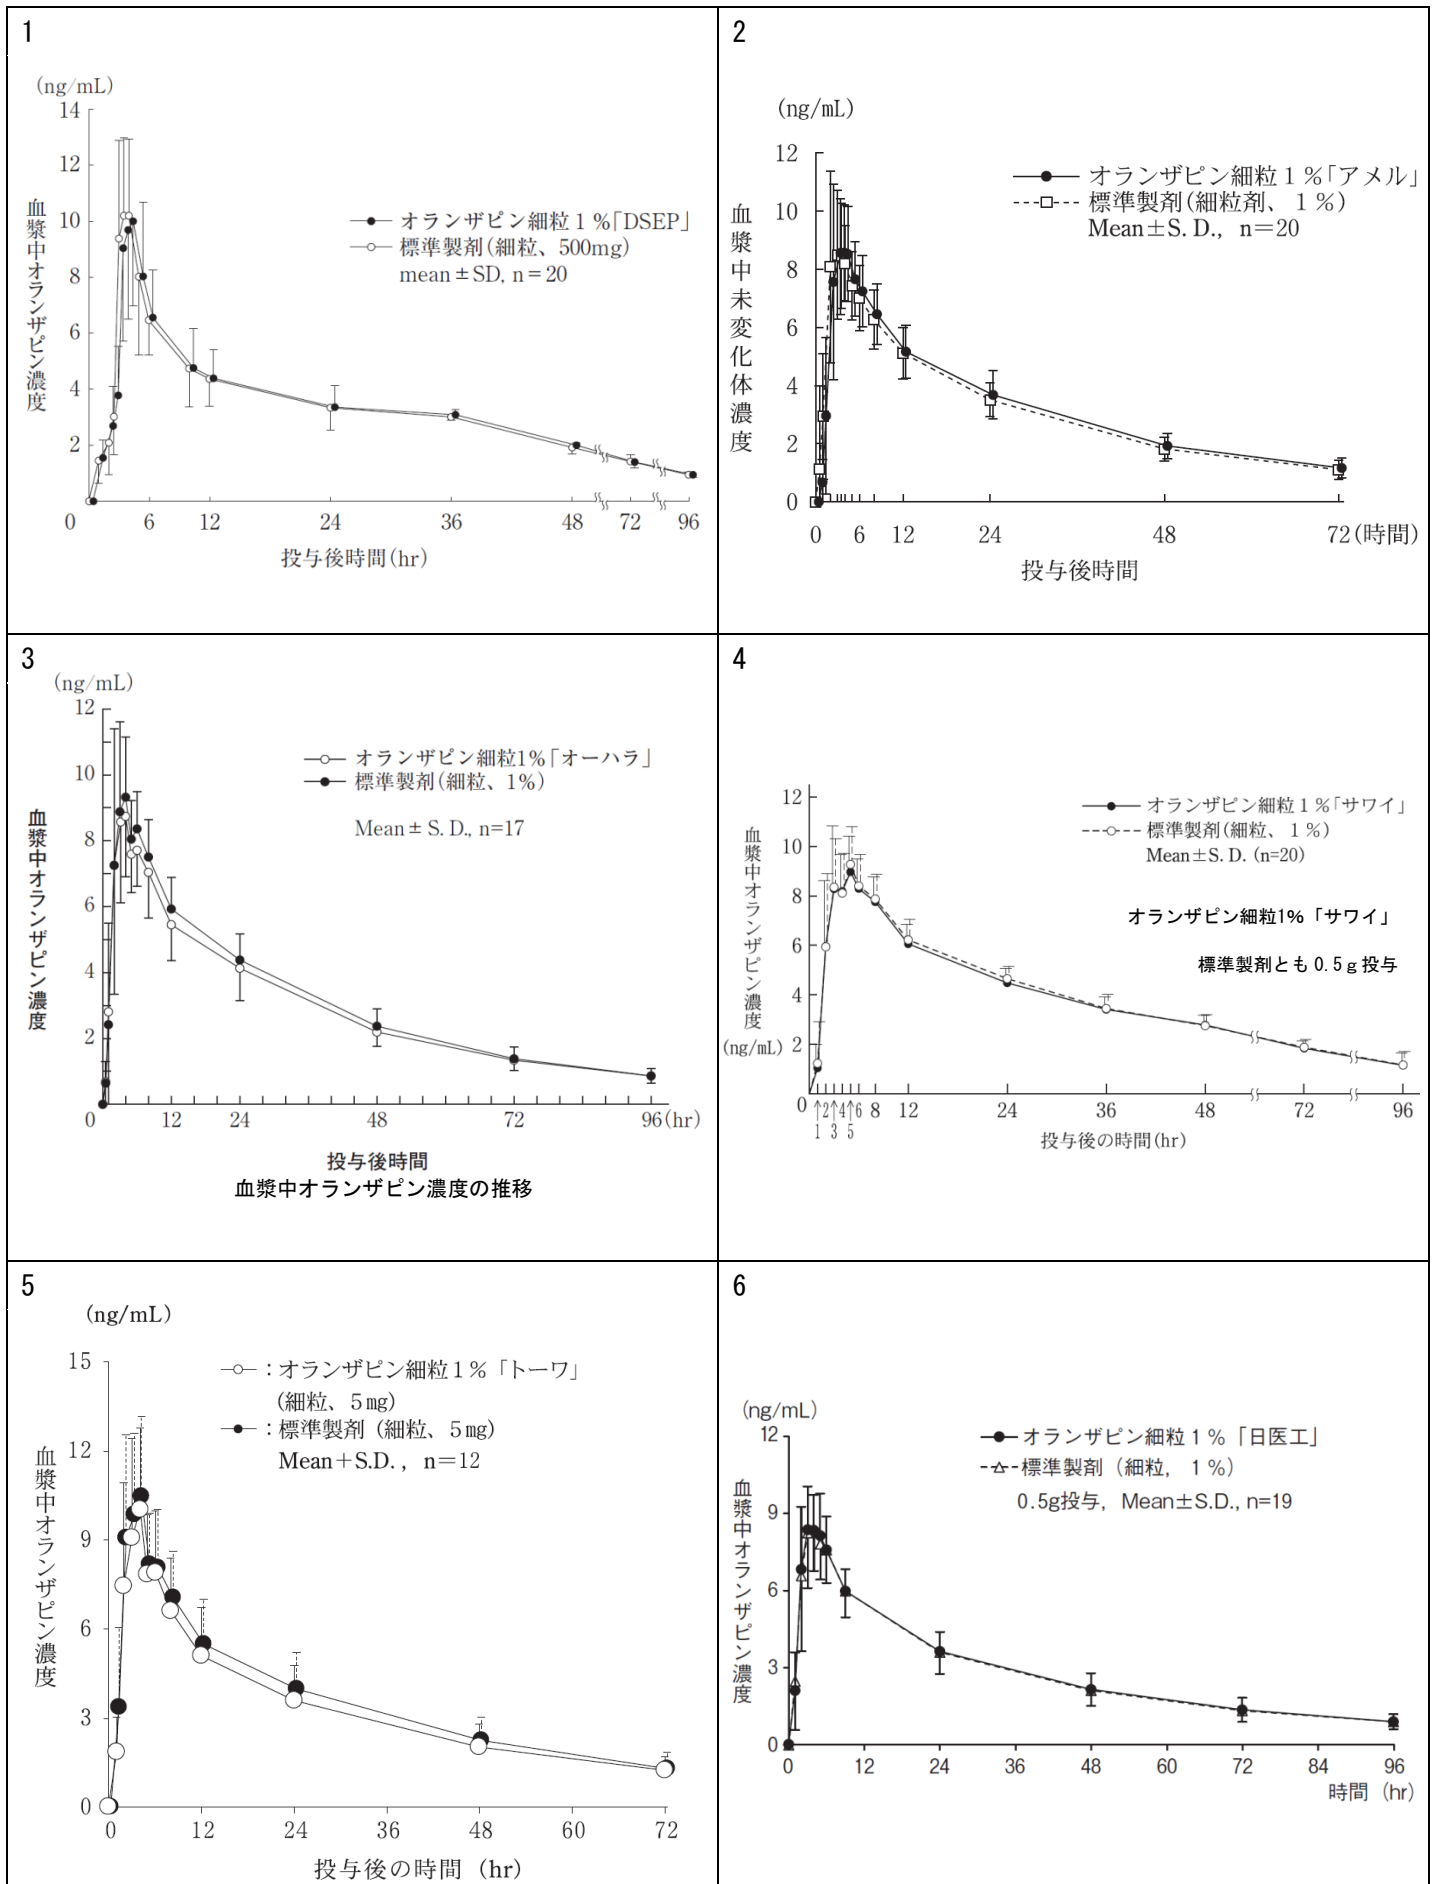 1
(ng/mL)
14
12
10
8
6
4
2
0
6
12
24
36
48
72
96
血漿中オランザピン濃度
オランザピン細粒1%「DSEP」
標準製剤(細粒、500mg)
mean±SD, n=20
投与後時間(hr)
2
(ng/mL)
12
10
8
6
4
2
0
0
6
12
24
48
72(時間)
血漿中未変化体濃度
オランザピン細粒1%「アメル」
標準製剤(細粒剤、1%)
Mean±S.D., n=20
投与後時間
3
(ng/mL)
12
10
8
6
4
2
0
12
24
48
72
96(hr)
血漿中オランザピン濃度
オランザピン細粒1%「オーハラ」
標準製剤(細粒、1%)
Mean±S.D., n=17
投与後時間
血漿中オランザピン濃度の推移
4
12
10
8
6
4
2
0
血漿中オランザピン濃度
(ng/mL)
オランザピン細粒1%「サワイ」
標準製剤(細粒、1%)
Mean±S.D. (n=20)
オランザピン細粒1%「サワイ」
標準製剤とも0.5g投与
↑2↑4↑6 8 12 24 36 48 72 96
1 3 5
投与後の時間(hr)
5
(ng/mL)
15
12
9
6
3
0
0
12
24
36
48
60
72
血漿中オランザピン濃度
:オランザピン細粒1%「トーワ」
(細粒、5mg)
:標準製剤(細粒、5mg)
Mean+S.D., n=12
投与後の時間 (hr)
6
(ng/mL)
12
9
6
3
0
0
12
24
36
48
60
72
84
96
血漿中オランザピン濃度
オランザピン細粒1%「日医工」
標準製剤(細粒, 1%)
0.5g投与, Mean±S.D., n=19
時間 (hr)